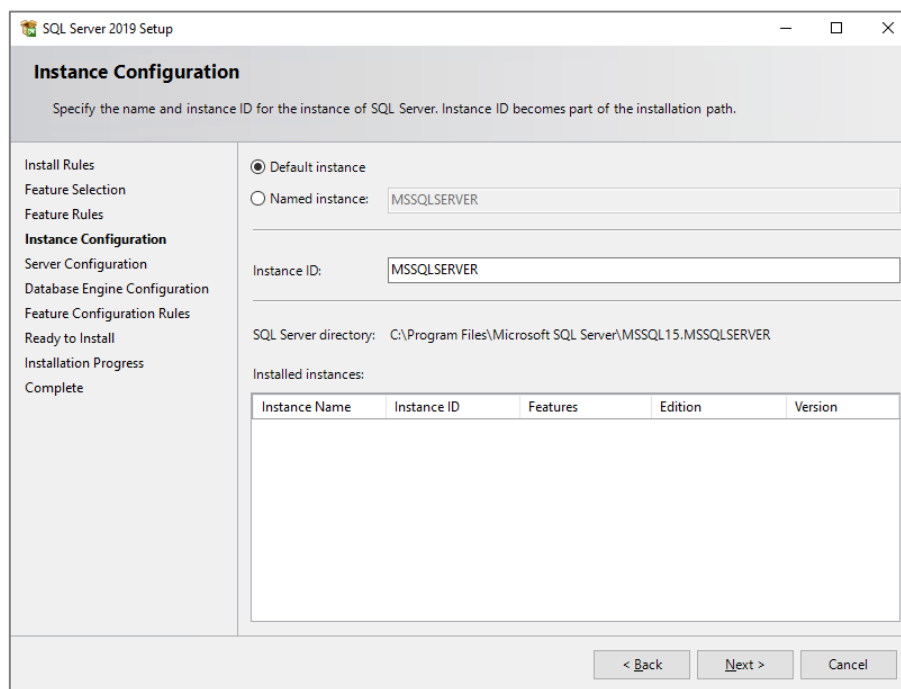 SQL Server 2019 Setup
Instance Configuration
Specify the name and instance ID for the instance of SQL Server. Instance ID becomes part of the installation path.
Install Rules
Feature Selection
Feature Rules
Instance Configuration
Server Configuration
Database Engine Configuration
Feature Configuration Rules
Ready to Install
Installation Progress
Complete
Default instance
Named instance: MSSQLSERVER
Instance ID: MSSQLSERVER
SQL Server directory: C:\Program Files\Microsoft SQL Server\MSSQL15.MSSQLSERVER
Installed instances:
Instance Name Instance ID Features Edition Version
< Back Next > Cancel